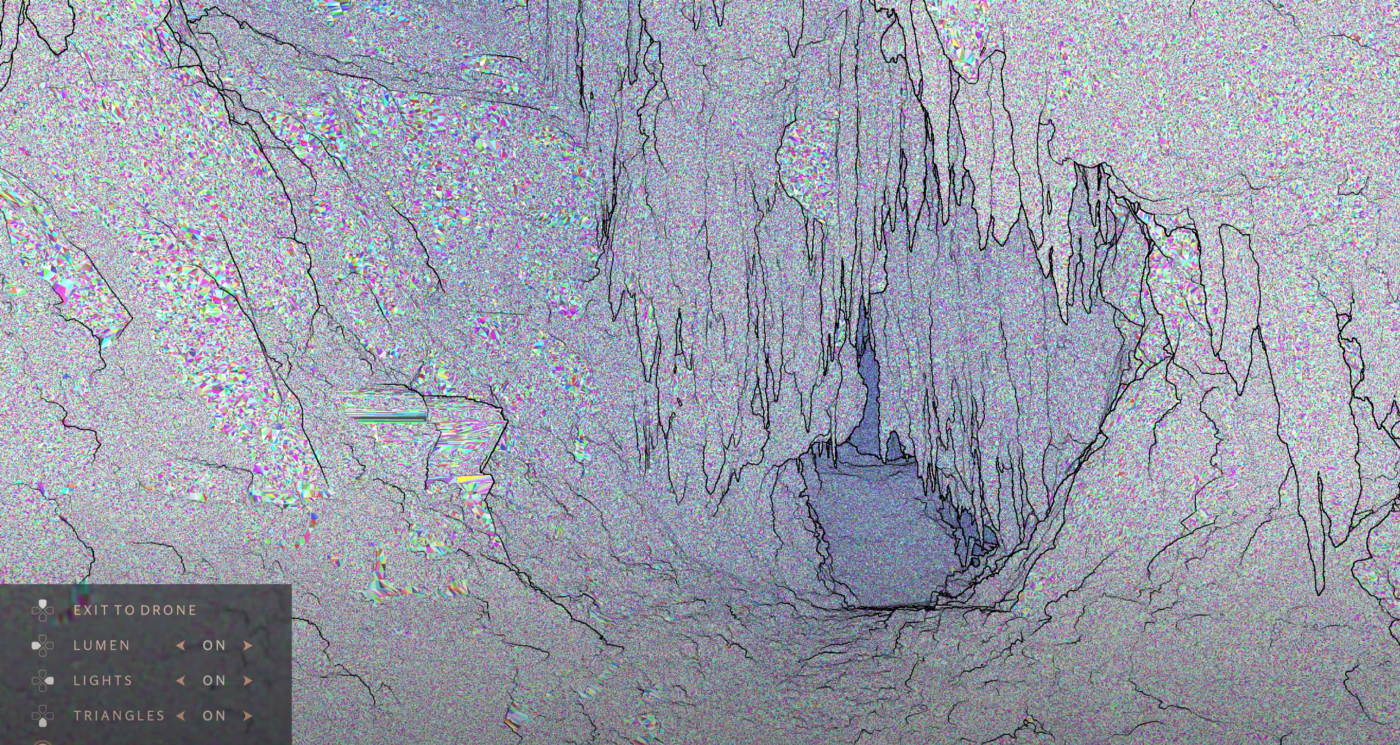 EXIT TO DRONE
LUMEN ON
LIGHTS ON
TRIANGLES ON